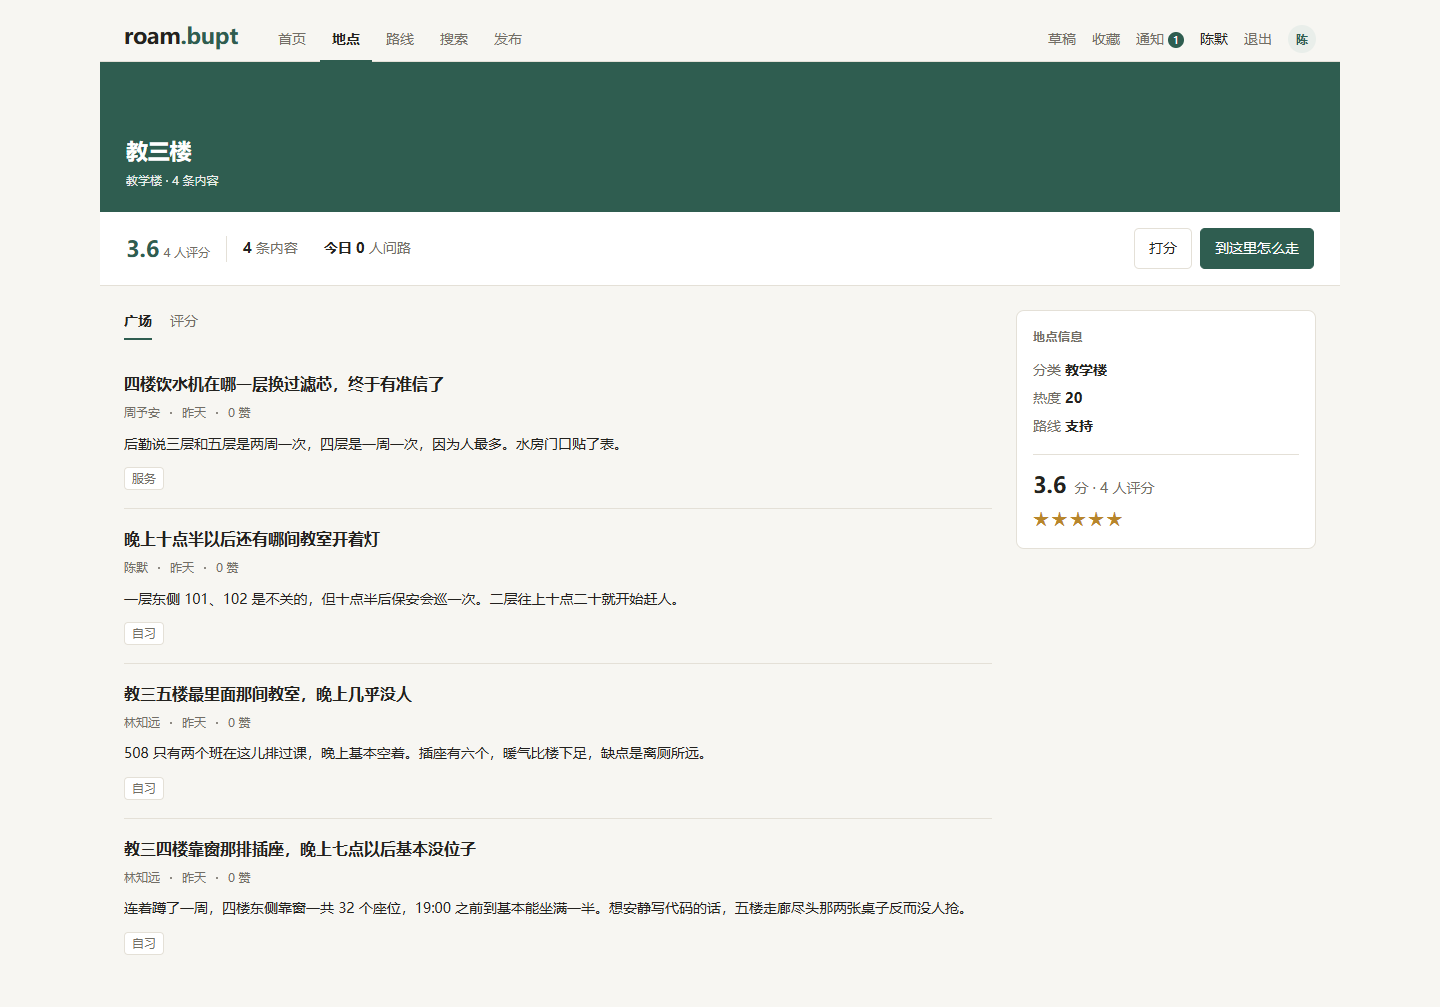 roam.bupt 首页 地点 路线 搜索 发布 草稿 收藏 通知 1 陈默 退出 陈
教三楼
教学楼 · 4 条内容
3.6 4 人评分 4 条内容 今日 0 人问路 打分 到这里怎么走
广场 评分
四楼饮水机在哪一层换过滤芯，终于有准信了
周予安 · 昨天 · 0 赞
后勤说三层和五层是两周一次，四层是一周一次，因为人最多。水房门口贴了表。
服务
晚上十点半以后还有哪间教室开着灯
陈默 · 昨天 · 0 赞
一层东侧 101、102 是不关的，但十点半后保安会巡一次。二层往上十点二十就开始赶人。
自习
教三五楼最里面那间教室，晚上几乎没人
林知远 · 昨天 · 0 赞
508 只有两个班在这儿排过课，晚上基本空着。插座有六个，暖气比楼下足，缺点是离厕所远。
自习
教三四楼靠窗那排插座，晚上七点以后基本没位子
林知远 · 昨天 · 0 赞
连着蹲了一周，四楼东侧靠窗一共 32 个座位，19:00 之前到基本能坐满一半。想安静写代码的话，五楼走廊尽头那两张桌子反而没人抢。
自习
地点信息
分类 教学楼
热度 20
路线 支持
3.6 分 · 4 人评分
★★★★★